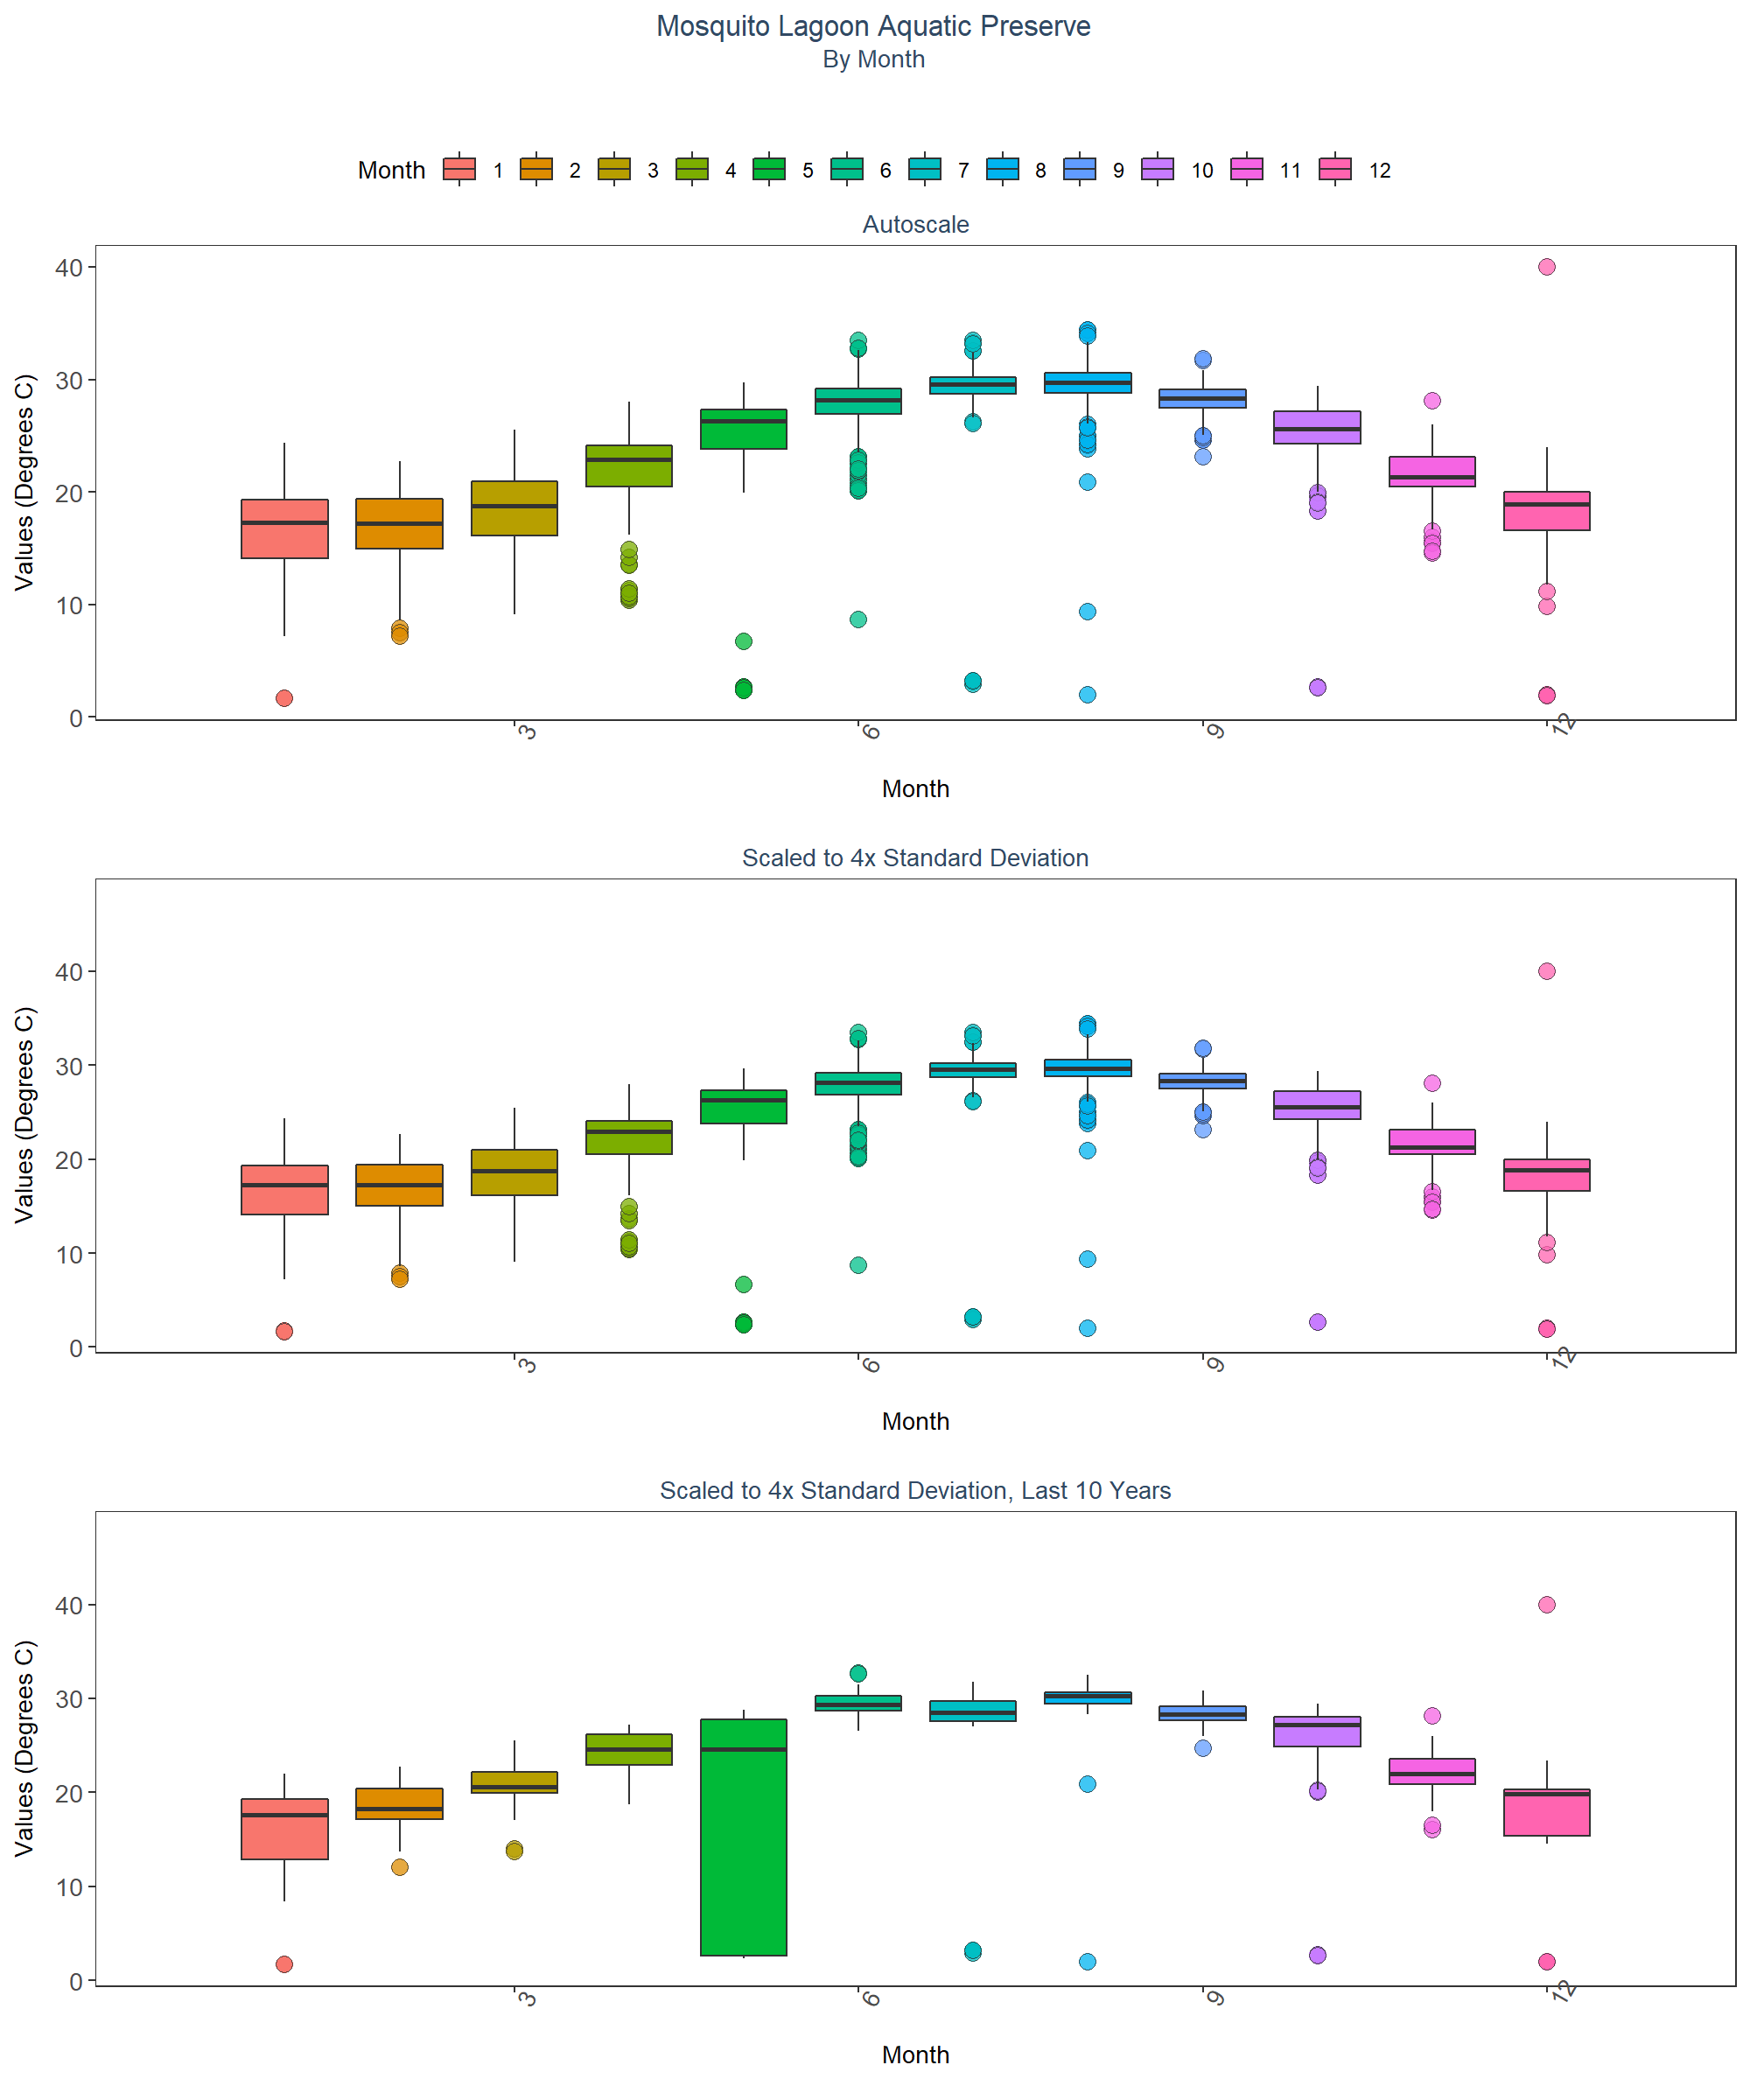 Mosquito Lagoon Aquatic Preserve
By Month
Month 1 2 3 4 5 6 7 8 9 10 11 12
Autoscale
Values (Degrees C)
40
30
20
10
0
3 6 9 12
Month
Scaled to 4x Standard Deviation
Values (Degrees C)
40
30
20
10
0
3 6 9 12
Month
Scaled to 4x Standard Deviation, Last 10 Years
Values (Degrees C)
40
30
20
10
0
3 6 9 12
Month